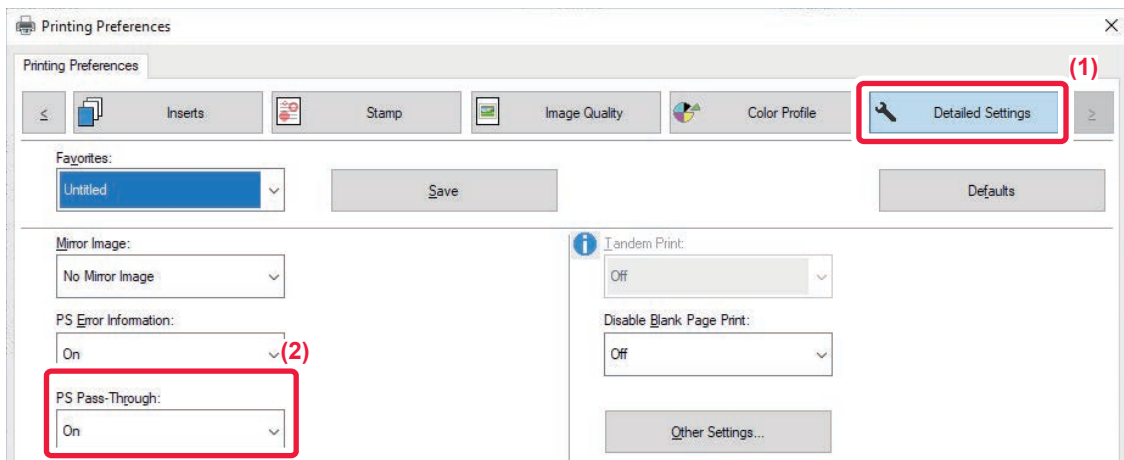 Printing Preferences
Printing Preferences
(1)
≤ Inserts Stamp Image Quality Color Profile Detailed Settings ≥
Favorites:
Untitled Save Defaults
Mirror Image: Tandem Print:
No Mirror Image Off
PS Error Information: Disable Blank Page Print:
On (2) Off
PS Pass-Through:
On Other Settings...